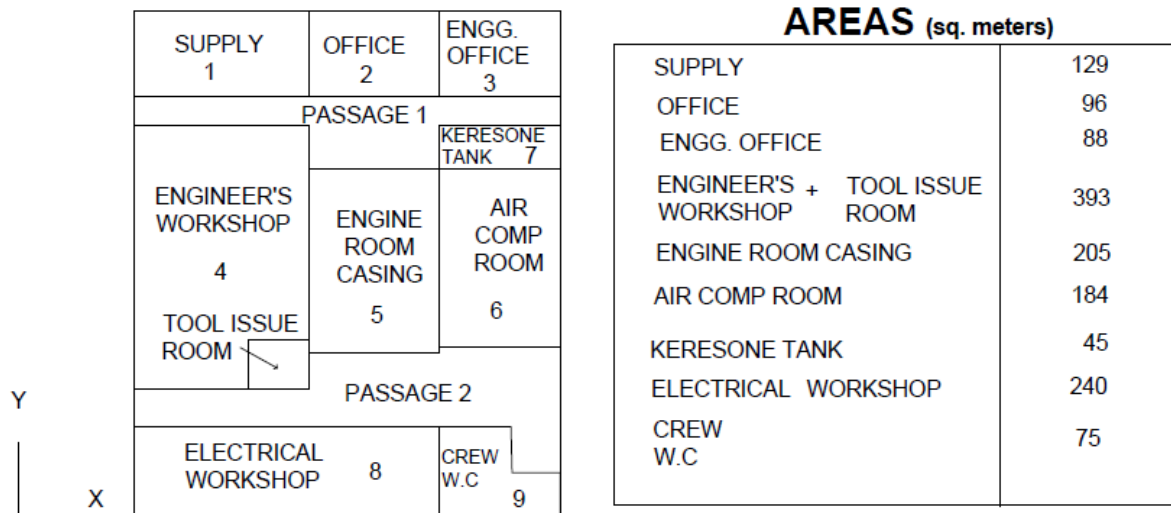 SUPPLY
1
OFFICE
2
ENGG.
OFFICE
3
PASSAGE 1
KERESONE
TANK 7
ENGINEER'S
WORKSHOP
4
ENGINE
ROOM
CASING
5
AIR
COMP
ROOM
6
TOOL ISSUE
ROOM
PASSAGE 2
ELECTRICAL
WORKSHOP 8
CREW
W.C
9
Y
X
AREAS (sq. meters)
SUPPLY 129
OFFICE 96
ENGG. OFFICE 88
ENGINEER'S + TOOL ISSUE
WORKSHOP ROOM 393
ENGINE ROOM CASING 205
AIR COMP ROOM 184
KERESONE TANK 45
ELECTRICAL WORKSHOP 240
CREW
W.C 75